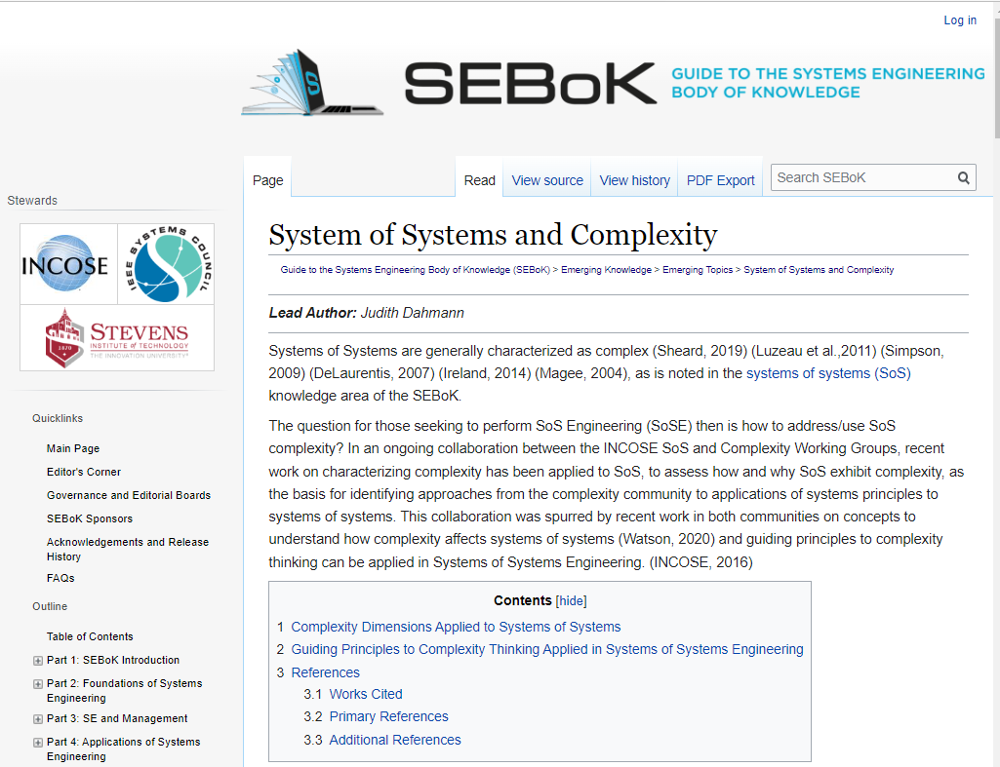 Log in
SEBoK
GUIDE TO THE SYSTEMS ENGINEERING
BODY OF KNOWLEDGE
Page
Read
View source
View history
PDF Export
Search SEBoK
Stewards
INCOSE
IEEE SYSTEMS COUNCIL
1870
STEVENS
INSTITUTE OF TECHNOLOGY
THE INNOVATION UNIVERSITY®
Quicklinks
Main Page
Editor's Corner
Governance and Editorial Boards
SEBoK Sponsors
Acknowledgements and Release
History
FAQs
Outline
Table of Contents
Part 1: SEBoK Introduction
Part 2: Foundations of Systems
Engineering
Part 3: SE and Management
Part 4: Applications of Systems
Engineering
System of Systems and Complexity
Guide to the Systems Engineering Body of Knowledge (SEBoK) > Emerging Knowledge > Emerging Topics > System of Systems and Complexity
Lead Author: Judith Dahmann
Systems of Systems are generally characterized as complex (Sheard, 2019) (Luzeau et al.,2011) (Simpson,
2009) (DeLaurentis, 2007) (Ireland, 2014) (Magee, 2004), as is noted in the systems of systems (SoS)
knowledge area of the SEBoK.
The question for those seeking to perform SoS Engineering (SoSE) then is how to address/use SoS
complexity? In an ongoing collaboration between the INCOSE SoS and Complexity Working Groups, recent
work on characterizing complexity has been applied to SoS, to assess how and why SoS exhibit complexity, as
the basis for identifying approaches from the complexity community to applications of systems principles to
systems of systems. This collaboration was spurred by recent work in both communities on concepts to
understand how complexity affects systems of systems (Watson, 2020) and guiding principles to complexity
thinking can be applied in Systems of Systems Engineering. (INCOSE, 2016)
Contents [hide]
1 Complexity Dimensions Applied to Systems of Systems
2 Guiding Principles to Complexity Thinking Applied in Systems of Systems Engineering
3 References
3.1 Works Cited
3.2 Primary References
3.3 Additional References